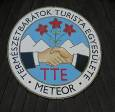 TERMÉSZETBARÁTOK TURISTA EGYESÜLETE
TTE
• METEOR •